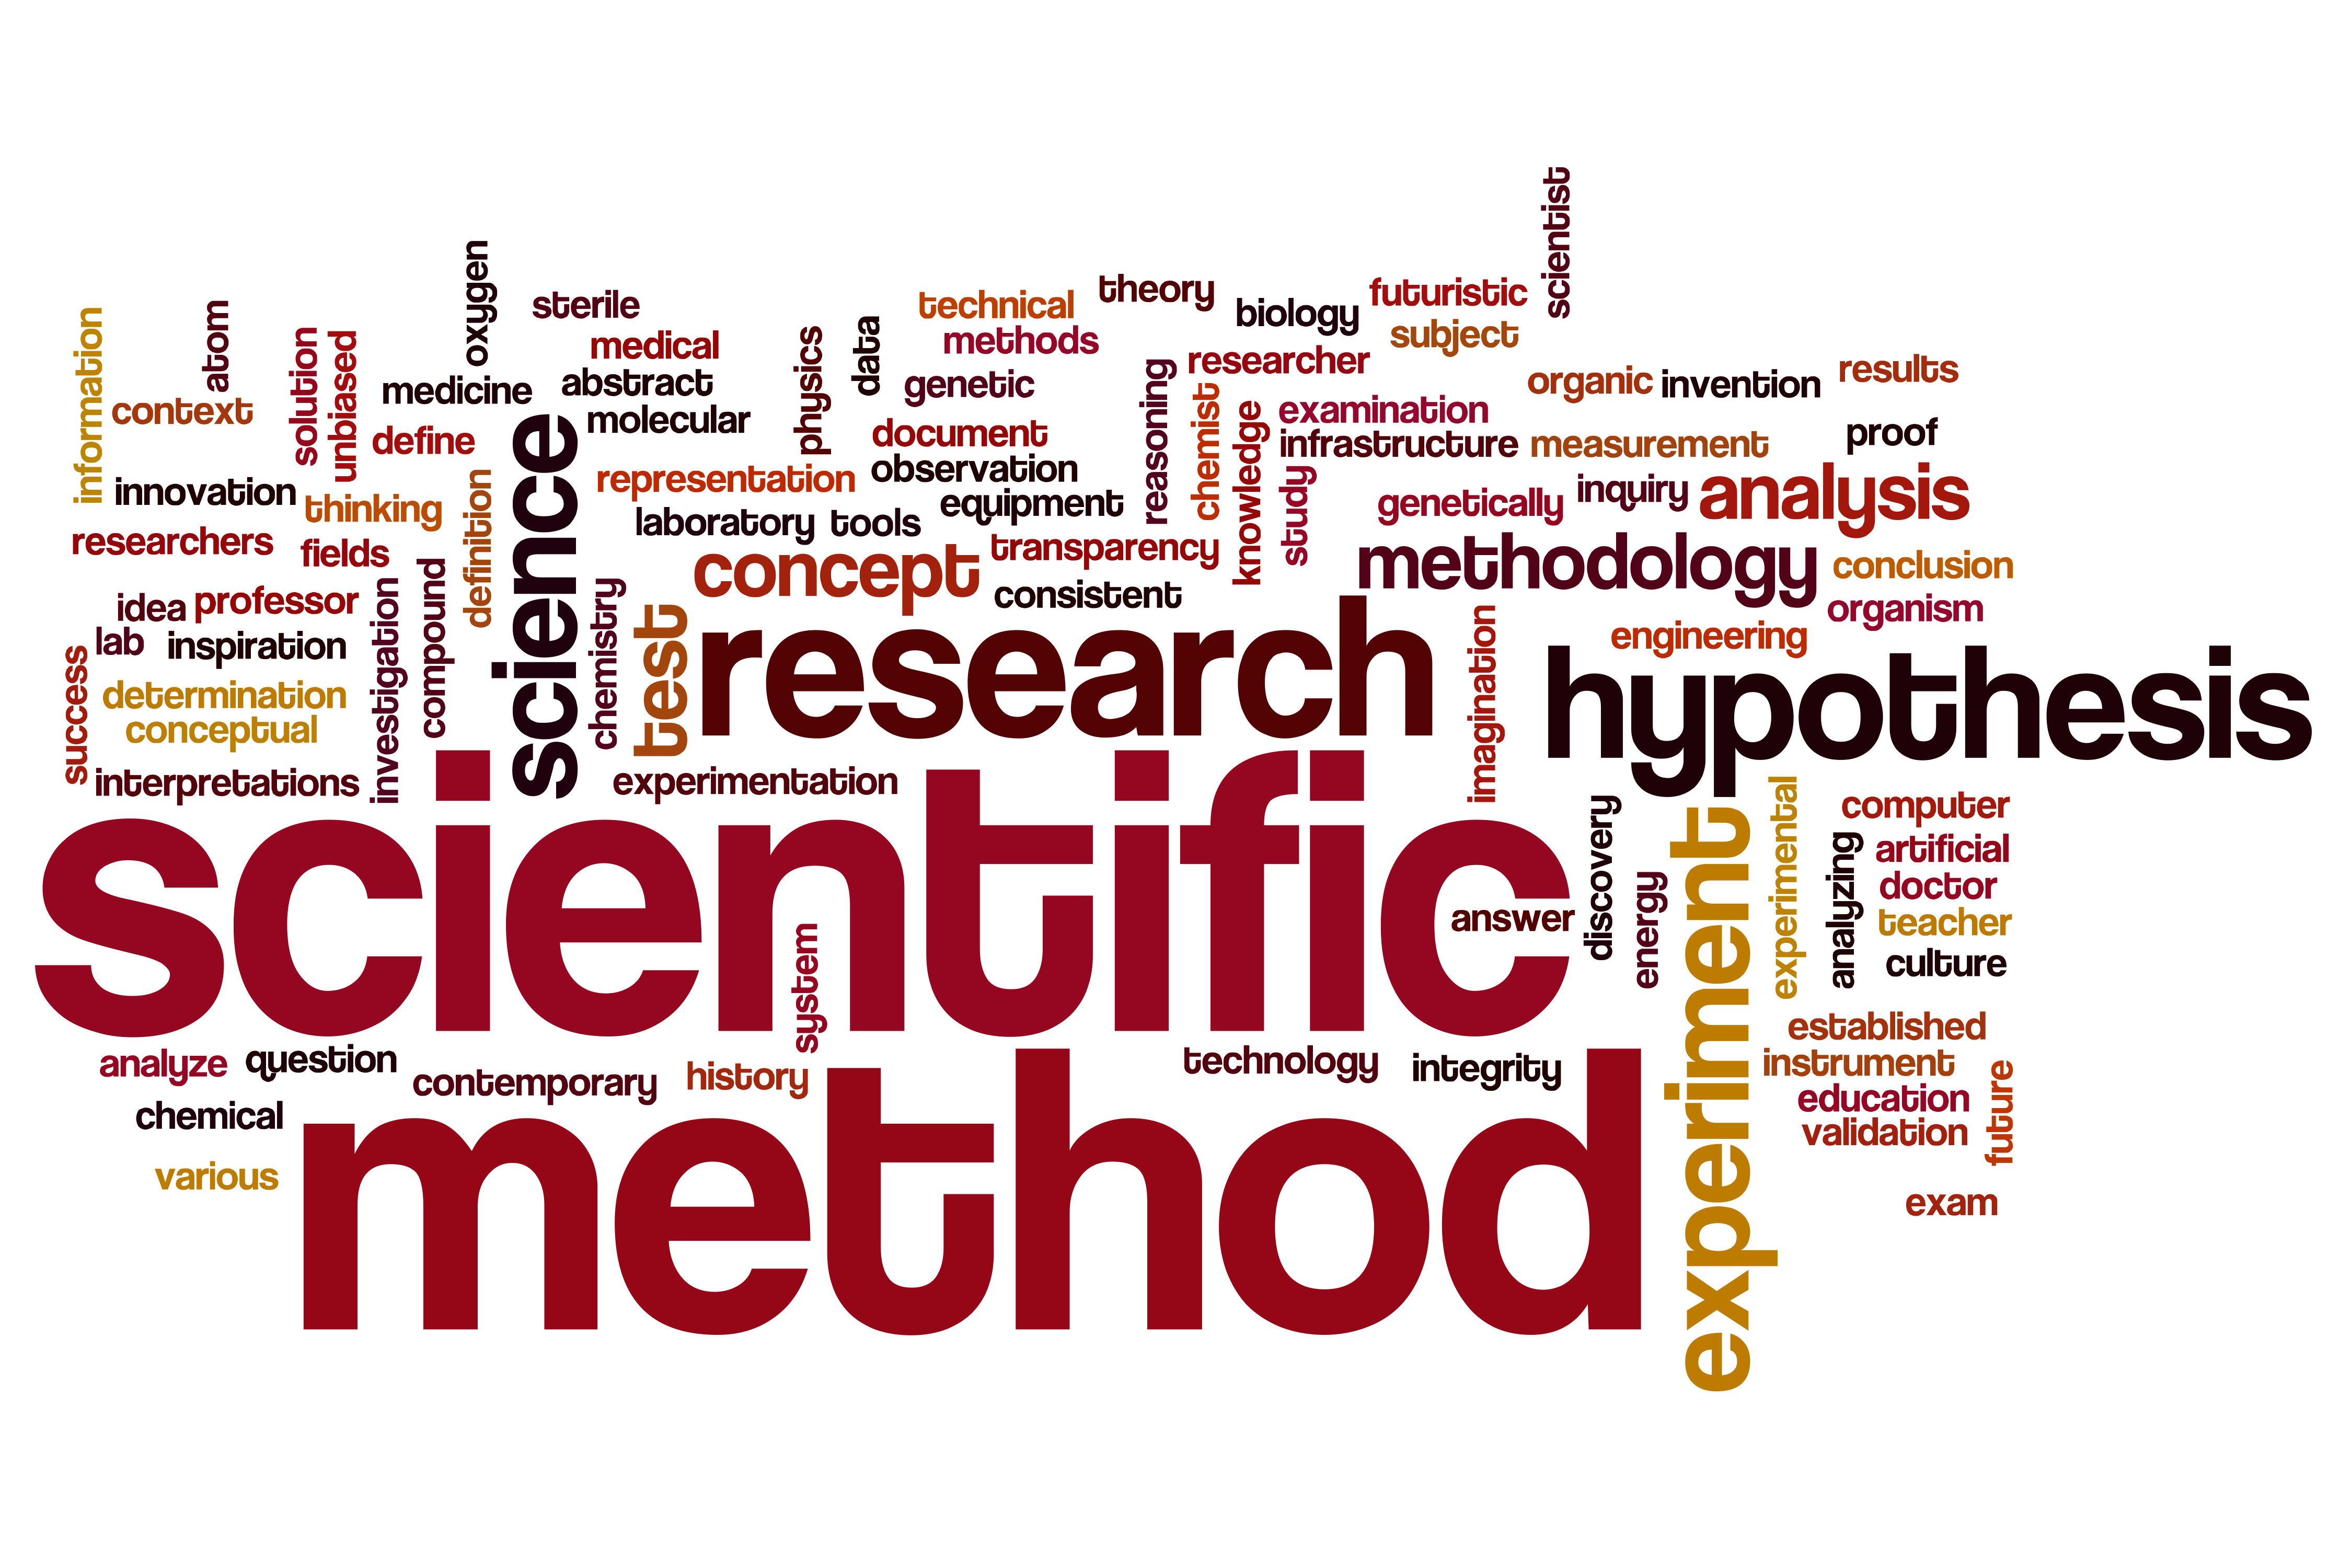 scientist
oxygen
sterile
technical
theory
biology
futuristic
subject
information
atom
context
solution
unbiased
medical
medicine
abstract
molecular
physics
data
methods
genetic
researcher
reasoning
chemist
knowledge
examination
infrastructure
organic
invention
results
measurement
proof
define
document
observation
innovation
thinking
definition
science
representation
laboratory
tools
equipment
study
genetically
inquiry
analysis
researchers
fields
concept
transparency
methodology
conclusion
consistent
idea
professor
lab
inspiration
investigation
compound
chemistry
test
research
imagination
engineering
organism
hypothesis
success
determination
conceptual
interpretations
experimentation
scientific
answer
discovery
energy
experiment
experimental
analyzing
computer
artificial
doctor
teacher
culture
system
analyze
question
contemporary
history
technology
integrity
established
instrument
education
validation
future
chemical
various
method
exam